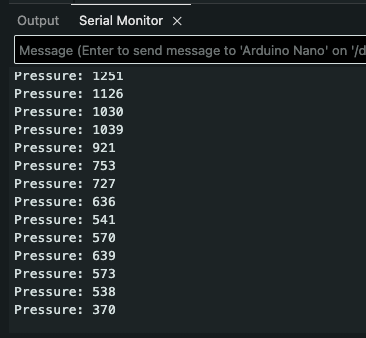 Output Serial Monitor ×
Message (Enter to send message to 'Arduino Nano' on '/d
Pressure: 1251
Pressure: 1126
Pressure: 1030
Pressure: 1039
Pressure: 921
Pressure: 753
Pressure: 727
Pressure: 636
Pressure: 541
Pressure: 570
Pressure: 639
Pressure: 573
Pressure: 538
Pressure: 370